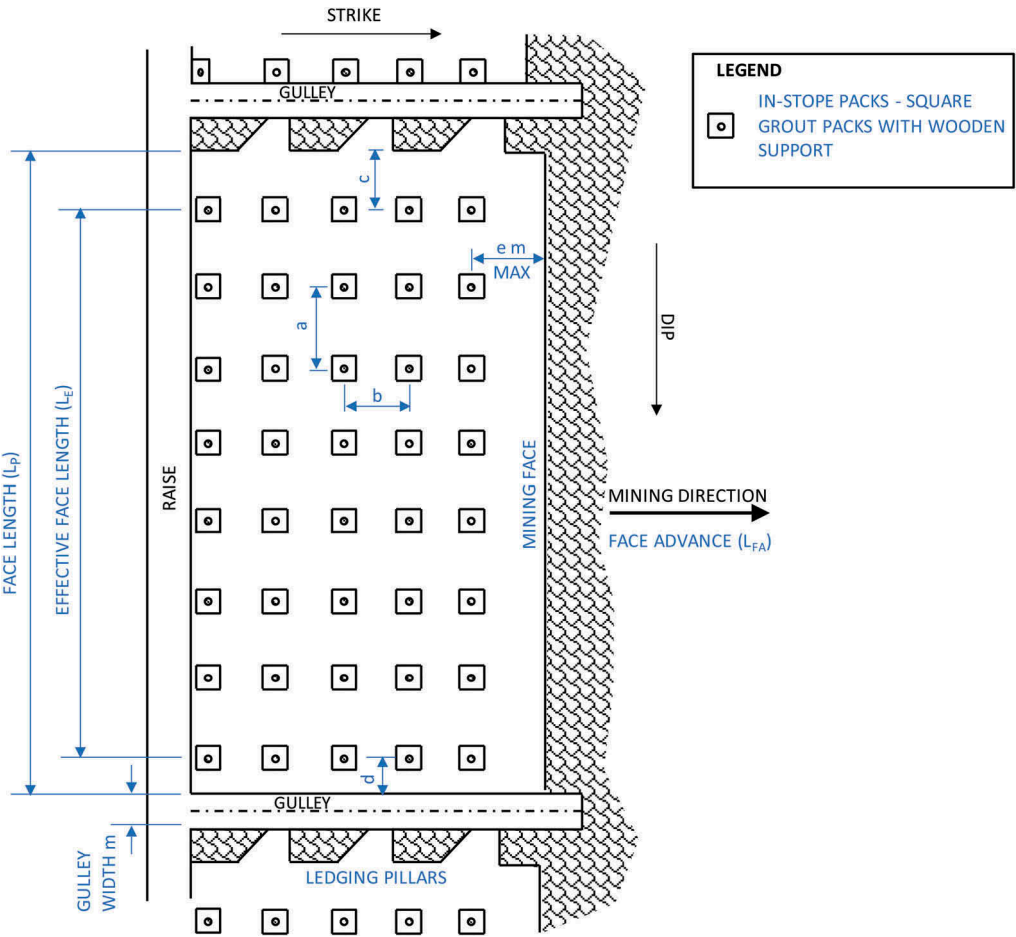 STRIKE
GULLEY
LEGEND
IN-STOPE PACKS - SQUARE
GROUT PACKS WITH WOODEN
SUPPORT
c
e m
MAX
a
b
DIP
FACE LENGTH (LP)
EFFECTIVE FACE LENGTH (LE)
RAISE
MINING FACE
MINING DIRECTION
FACE ADVANCE (LFA)
d
GULLEY
GULLEY
WIDTH m
LEDGING PILLARS